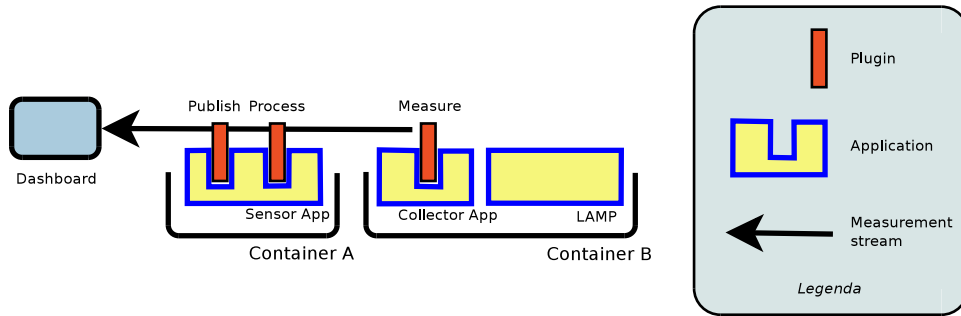 Publish Process
Measure
Dashboard
Sensor App
Collector App
LAMP
Container A
Container B
Plugin
Application
Measurement
stream
Legenda